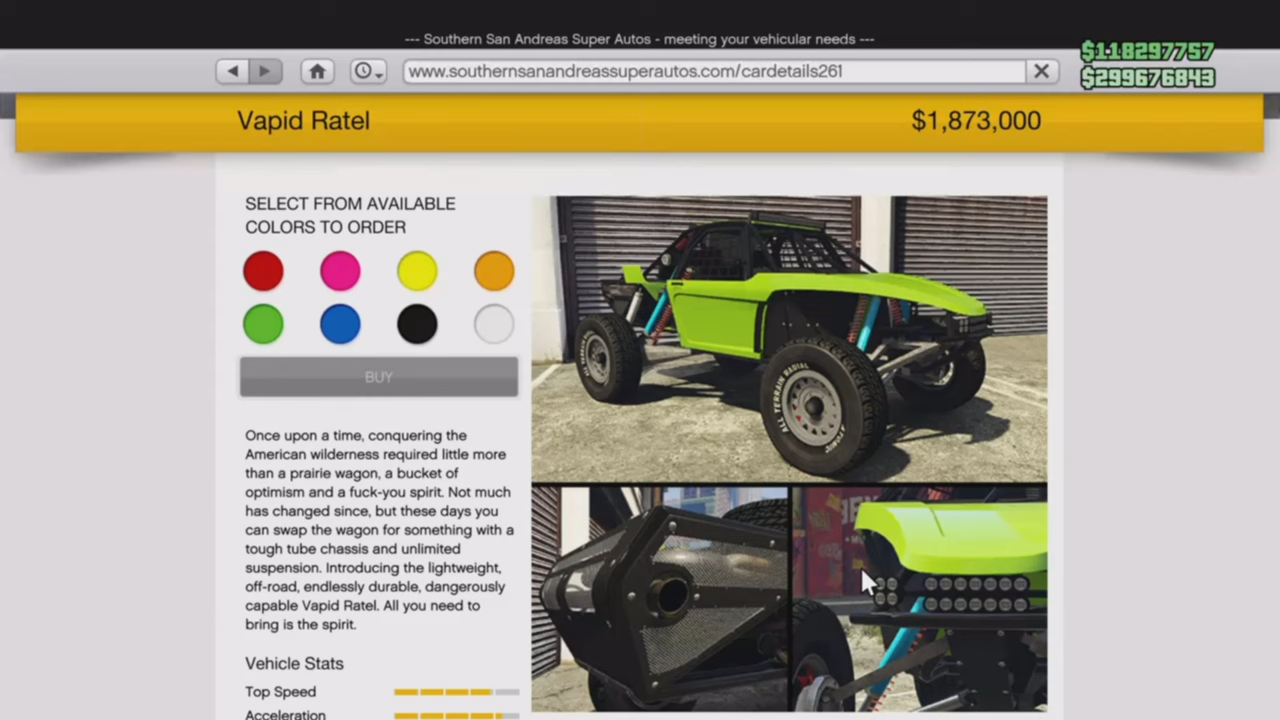 --- Southern San Andreas Super Autos - meeting your vehicular needs ---
$118297757
www.southernsanandreassuperautos.com/cardetails261
$299676843
Vapid Ratel
$1,873,000
SELECT FROM AVAILABLE
COLORS TO ORDER
BUY
Once upon a time, conquering the
American wilderness required little more
than a prairie wagon, a bucket of
optimism and a fuck-you spirit. Not much
has changed since, but these days you
can swap the wagon for something with a
tough tube chassis and unlimited
suspension. Introducing the lightweight,
off-road, endlessly durable, dangerously
capable Vapid Ratel. All you need to
bring is the spirit.
Vehicle Stats
Top Speed
Acceleration
ALL TERRAIN RADIAL